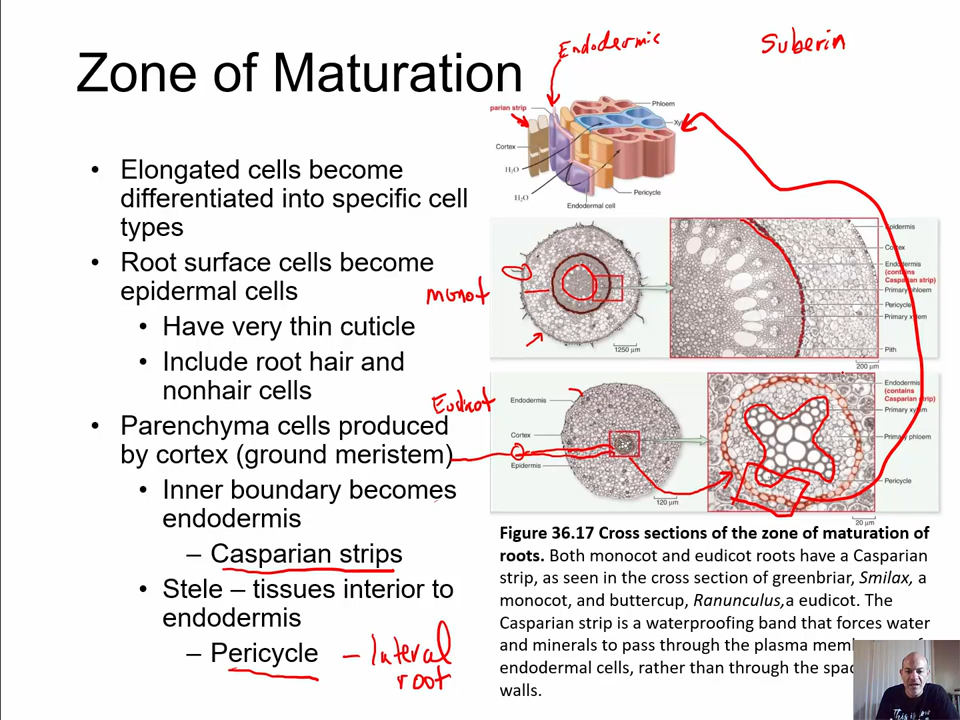 Zone of Maturation
Endodermis
Suberin
• Elongated cells become
differentiated into specific cell
types
• Root surface cells become
epidermal cells
• Have very thin cuticle
• Include root hair and
nonhair cells
• Parenchyma cells produced
by cortex (ground meristem)
• Inner boundary becomes
endodermis
– Casparian strips
• Stele – tissues interior to
endodermis
– Pericycle
– lateral
root
parian strip
Phloem
Xy
Cortex
H₂O
H₂O
Pericycle
Endodermal cell
monot
1250 µm
Epidermis
Cortex
Endodermis
(contains
Casparian strip)
Primary phloem
Pericycle
Primary xylem
Pith
200 µm
Eudicot
Endodermis
Cortex
Epidermis
120 µm
Endodermis
(contains
Casparian strip)
Primary xylem
Primary phloem
Pericycle
20 µm
Figure 36.17 Cross sections of the zone of maturation of
roots. Both monocot and eudicot roots have a Casparian
strip, as seen in the cross section of greenbriar, Smilax, a
monocot, and buttercup, Ranunculus,a eudicot. The
Casparian strip is a waterproofing band that forces water
and minerals to pass through the plasma mem
endodermal cells, rather than through the spac
walls.